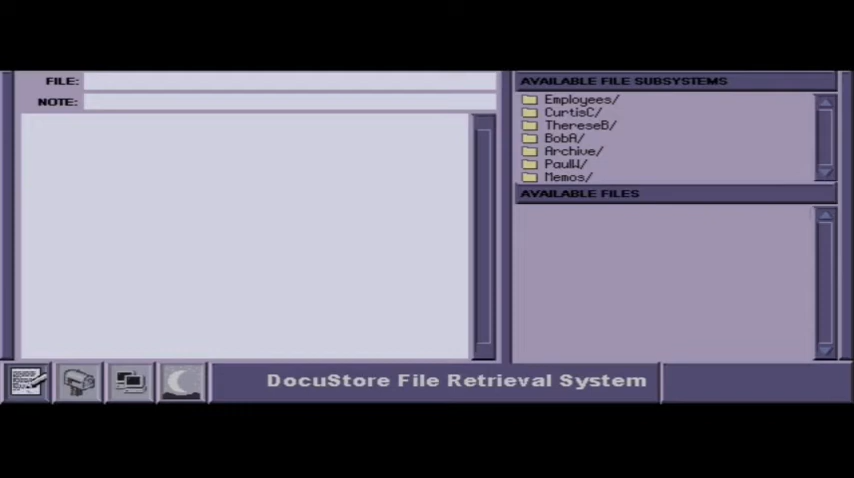 FILE:
NOTE:
AVAILABLE FILE SUBSYSTEMS
Employees/
CurtisC/
ThereseB/
BobA/
Archive/
PaulW/
Memos/
AVAILABLE FILES
DocuStore File Retrieval System